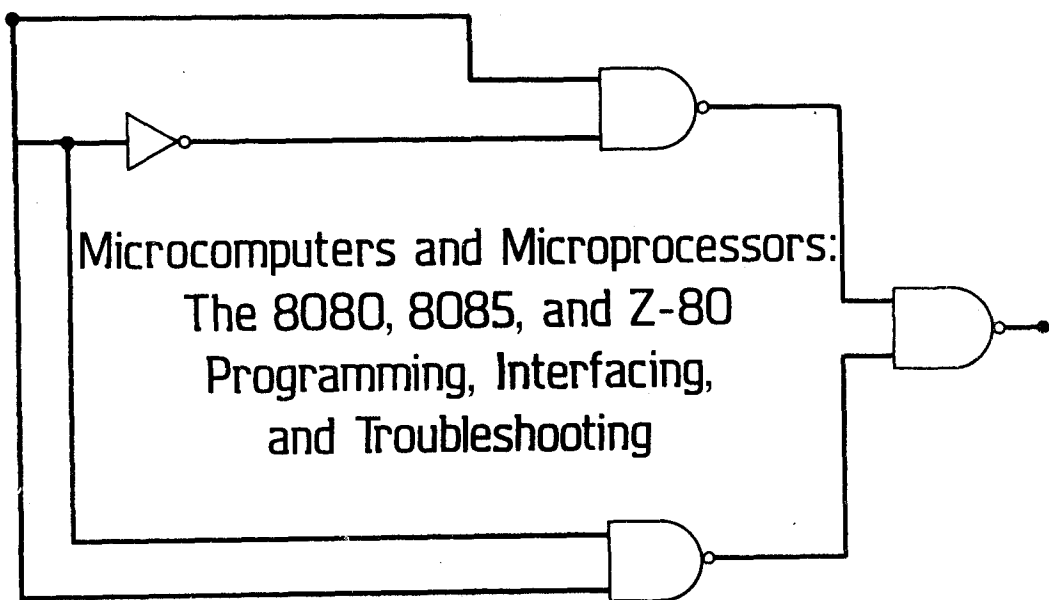 Microcomputers and Microprocessors:
The 8080, 8085, and Z-80
Programming, Interfacing,
and Troubleshooting